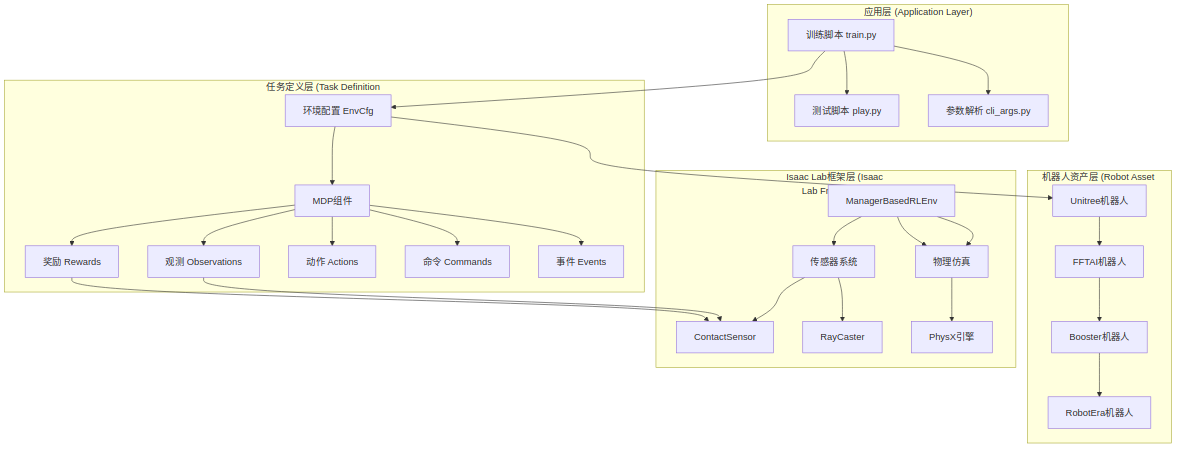 应用层 (Application Layer)
训练脚本 train.py
测试脚本 play.py
参数解析 cli_args.py
任务定义层 (Task Definition
环境配置 EnvCfg
MDP组件
奖励 Rewards
观测 Observations
动作 Actions
命令 Commands
事件 Events
Isaac Lab框架层 (Isaac
Lab Fr
ManagerBasedRLEnv
传感器系统
物理仿真
ContactSensor
RayCaster
PhysX引擎
机器人资产层 (Robot Asset
Unitree机器人
FFTAI机器人
Booster机器人
RobotEra机器人